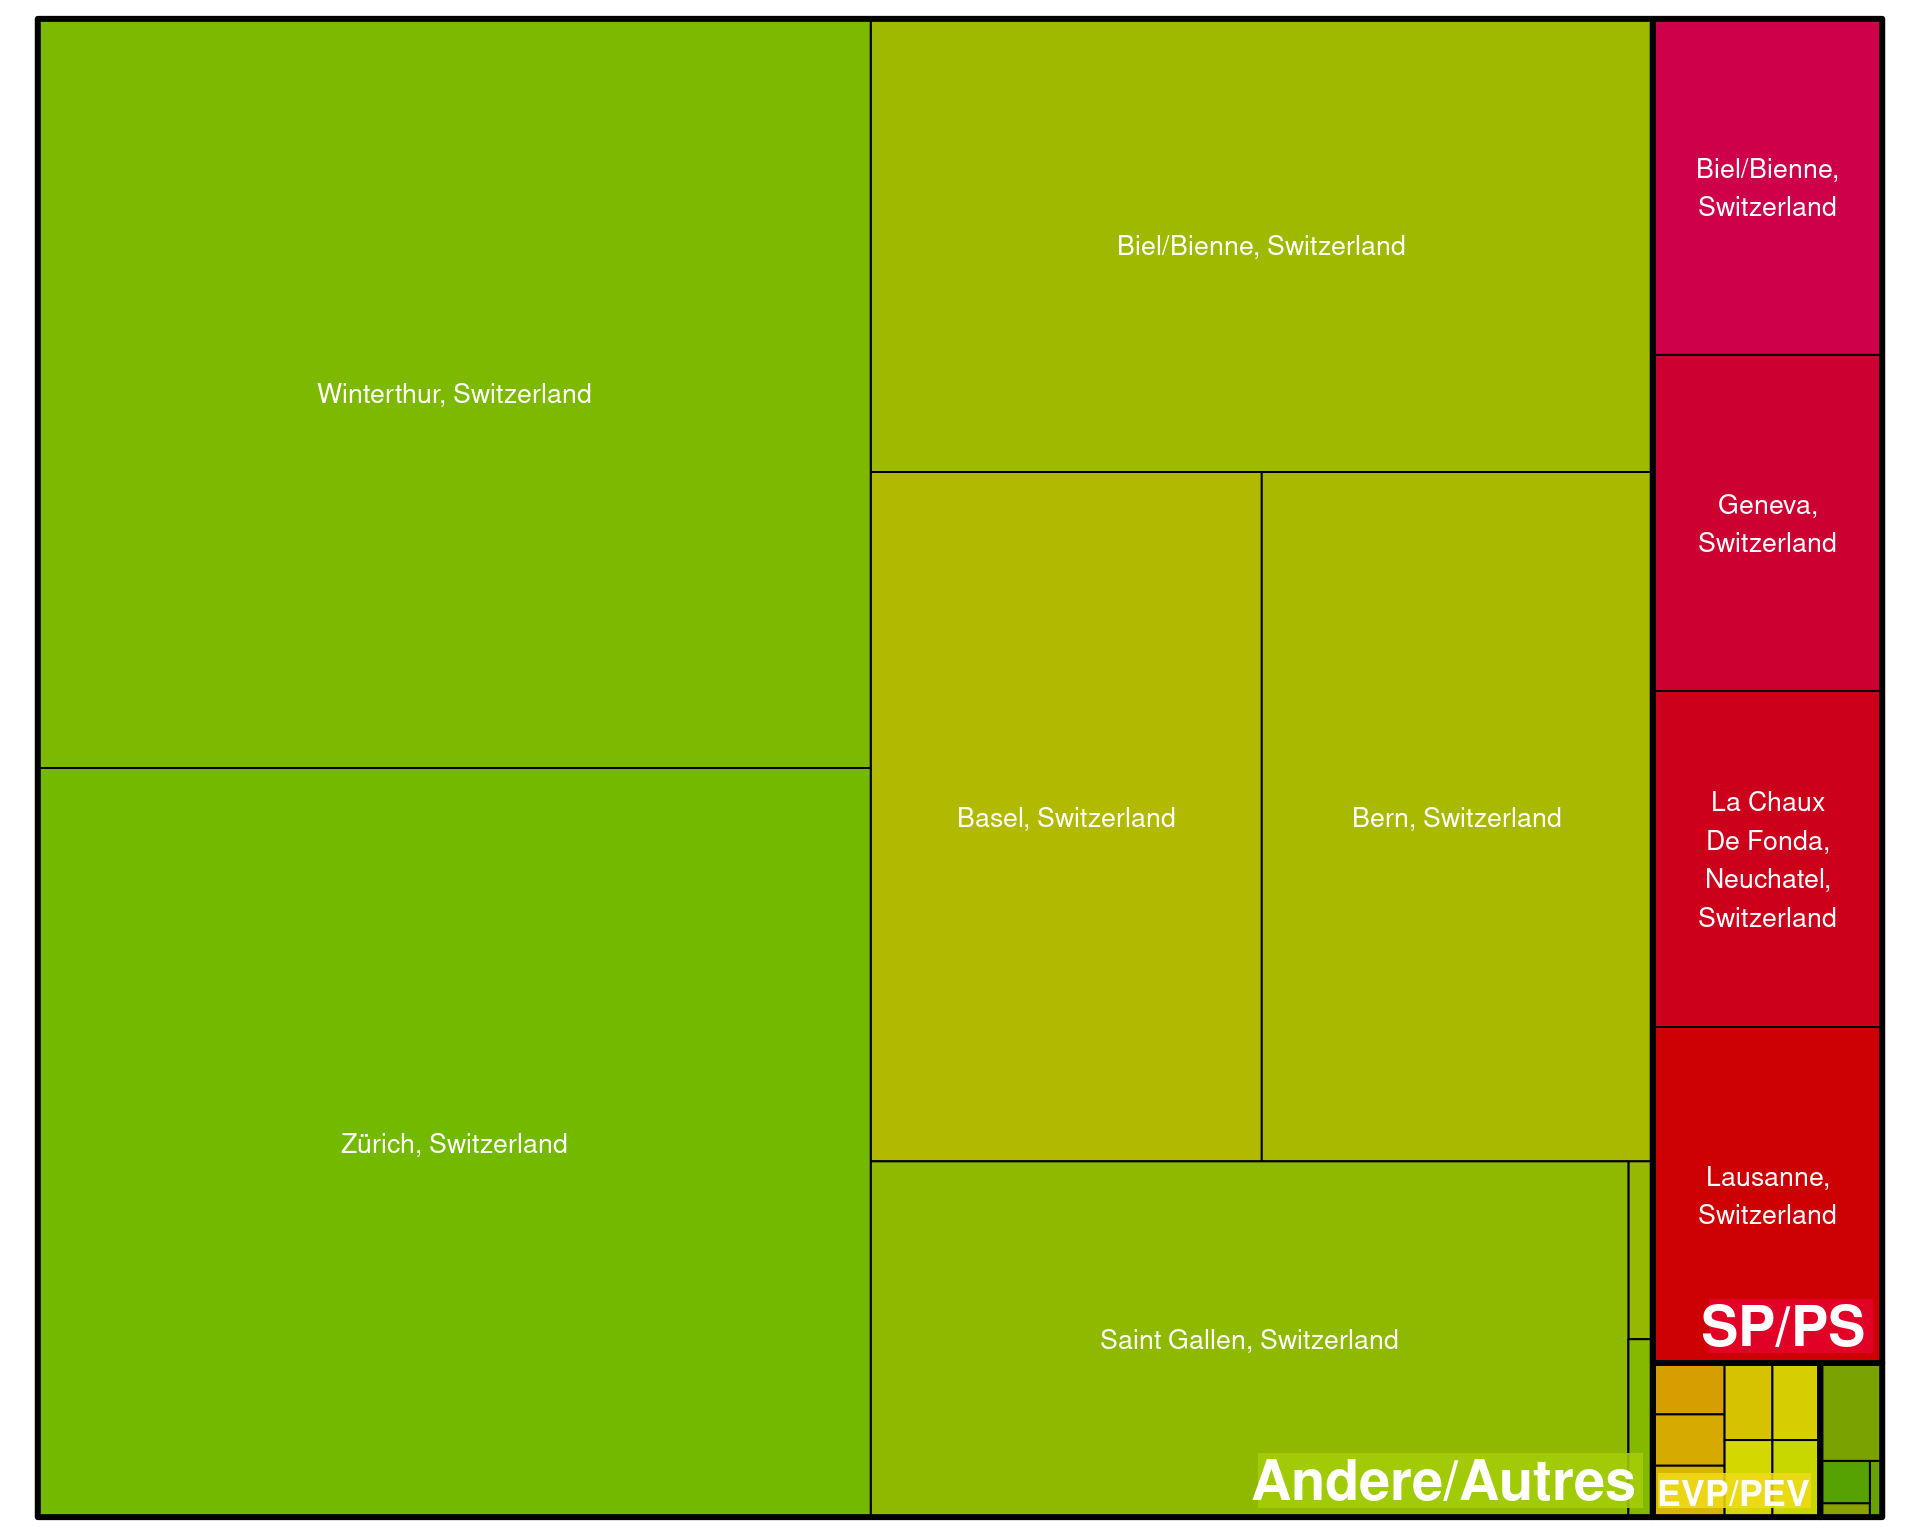 Winterthur, Switzerland
Zürich, Switzerland
Biel/Bienne, Switzerland
Basel, Switzerland
Bern, Switzerland
Saint Gallen, Switzerland
Andere/Autres
Biel/Bienne,
Switzerland
Geneva,
Switzerland
La Chaux
De Fonda,
Neuchatel,
Switzerland
Lausanne,
Switzerland
SP/PS
EVP/PEV